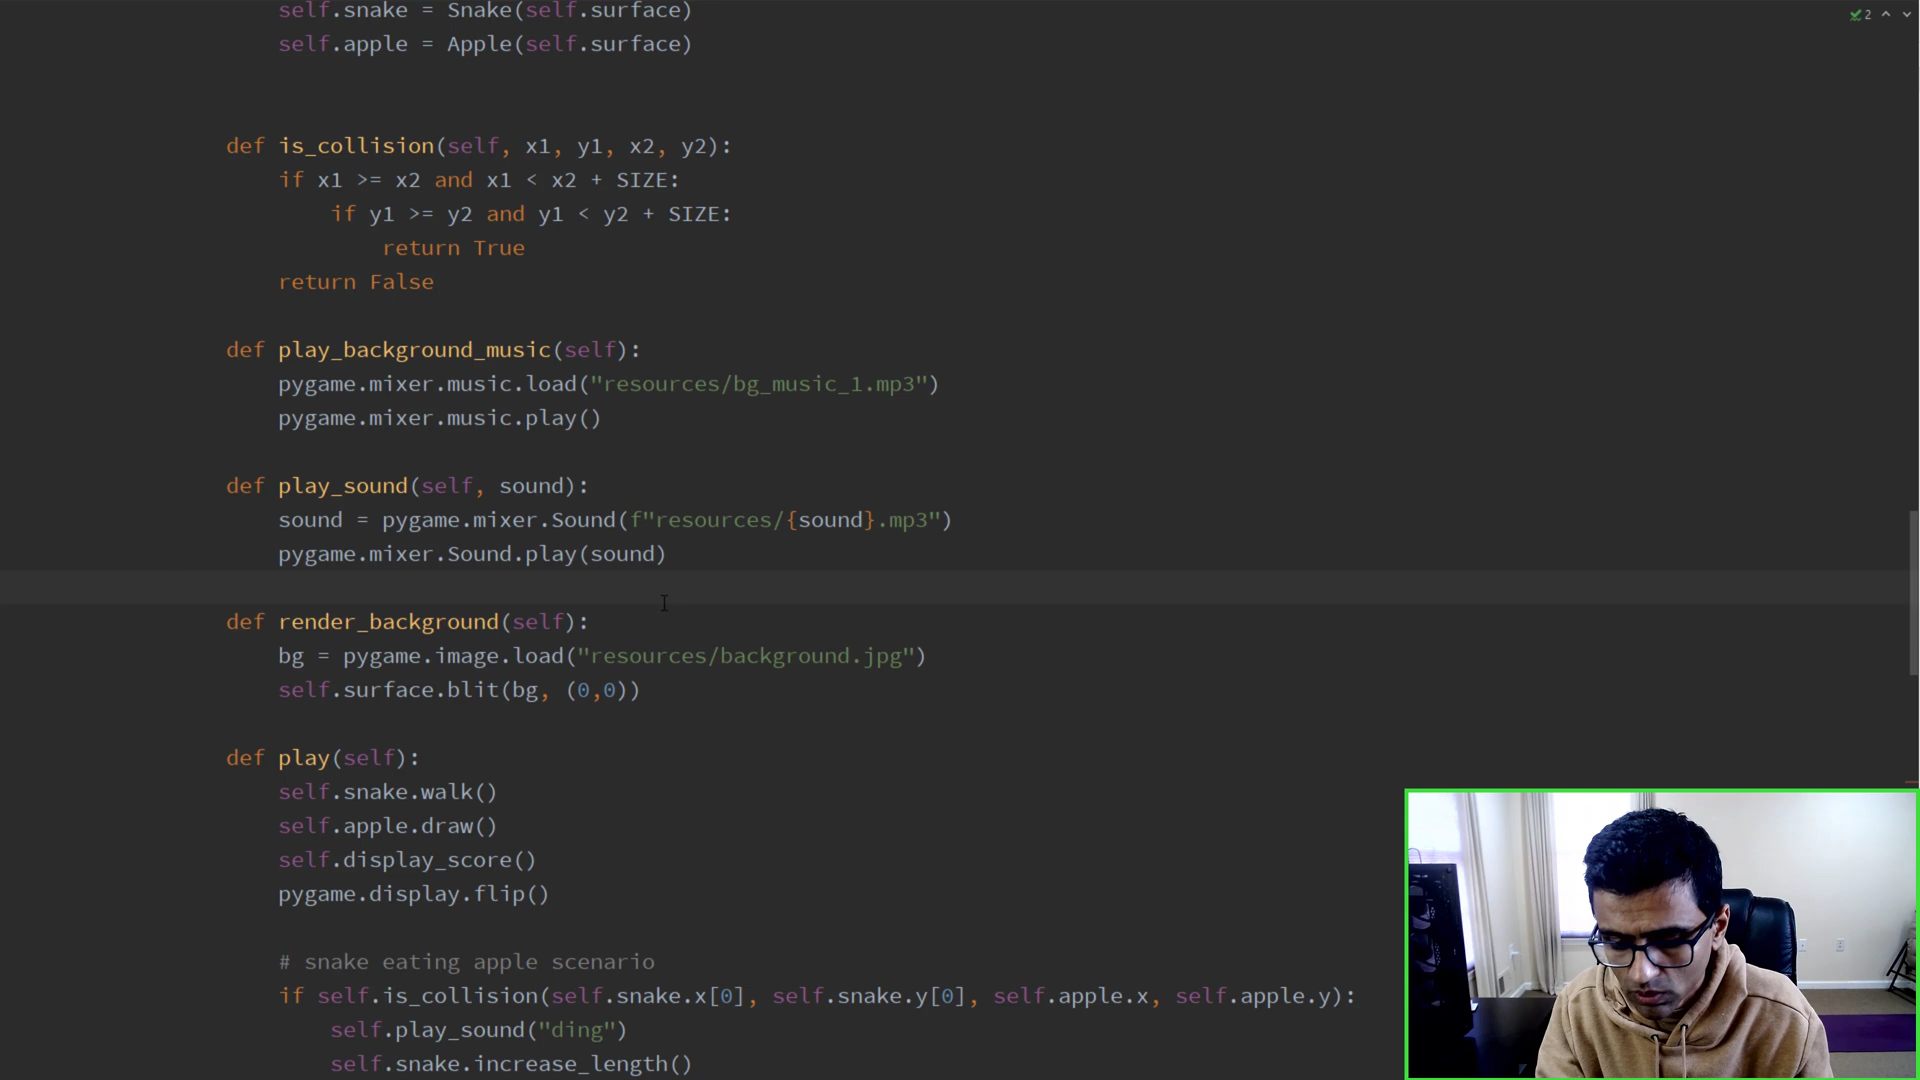 self.snake = Snake(self.surface)
self.apple = Apple(self.surface)
2
def is_collision(self, x1, y1, x2, y2):
if x1 >= x2 and x1 < x2 + SIZE:
if y1 >= y2 and y1 < y2 + SIZE:
return True
return False
def play_background_music(self):
pygame.mixer.music.load("resources/bg_music_1.mp3")
pygame.mixer.music.play()
def play_sound(self, sound):
sound = pygame.mixer.Sound(f"resources/{sound}.mp3")
pygame.mixer.Sound.play(sound)
def render_background(self):
bg = pygame.image.load("resources/background.jpg")
self.surface.blit(bg, (0,0))
def play(self):
self.snake.walk()
self.apple.draw()
self.display_score()
pygame.display.flip()
# snake eating apple scenario
if self.is_collision(self.snake.x[0], self.snake.y[0], self.apple.x, self.apple.y):
self.play_sound("ding")
self.snake.increase_length()